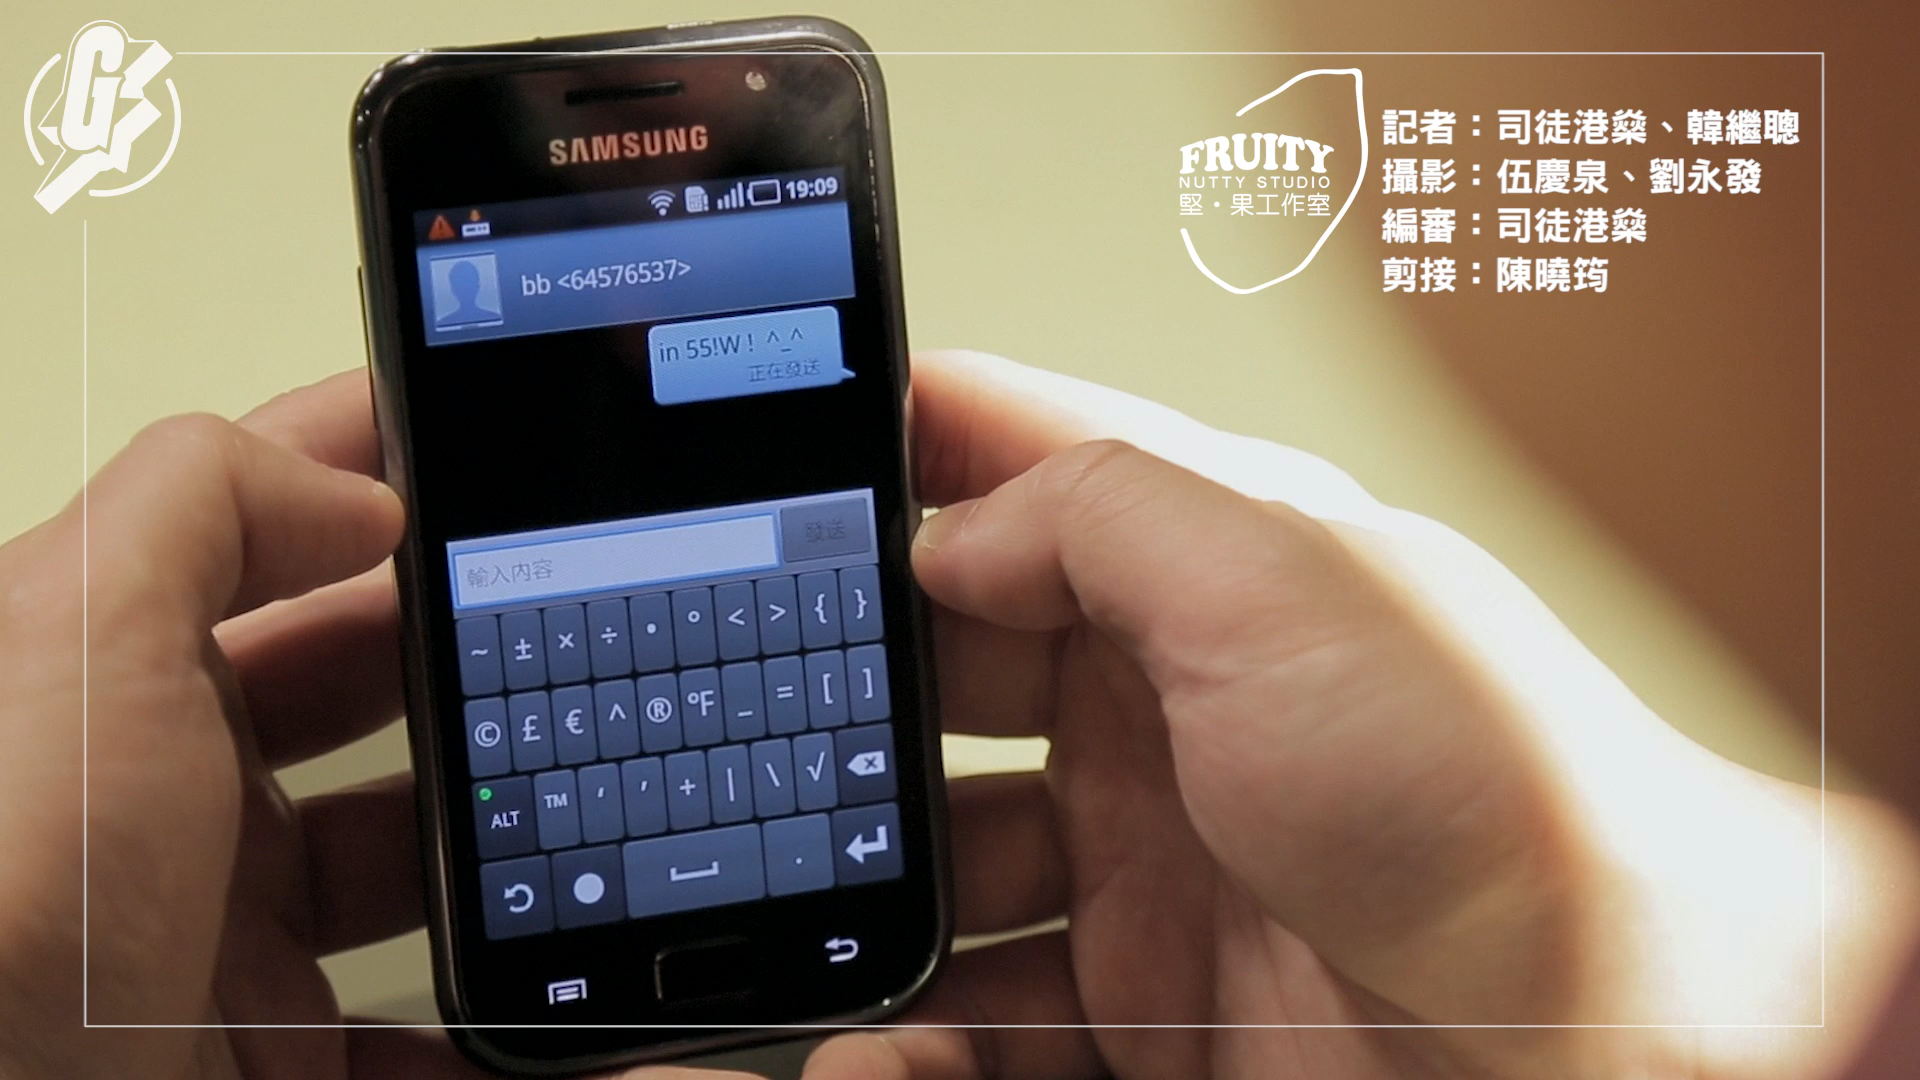 G
FRUITY
NUTTY STUDIO
堅・果工作室
記者：司徒港燊、韓繼聰
攝影：伍慶泉、劉永發
編審：司徒港燊
剪接：陳曉筠
SAMSUNG
19:09
bb <64576537>
in 55!W ! ^_^
正在發送
輸入內容
發送
~ ± × ÷ • ° < > { }
© £ € ^ ® °F _ = [ ]
ALT TM ‘ ’ + | \ √
.